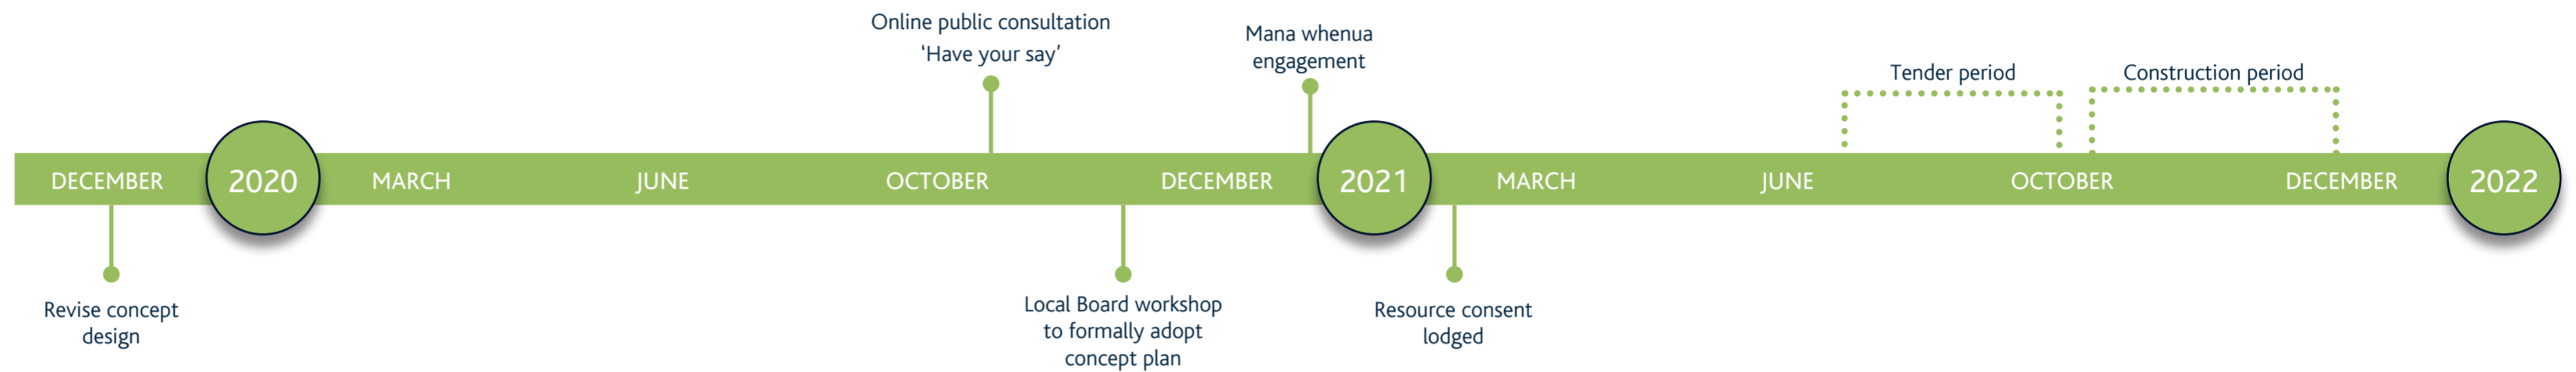 Online public consultation
'Have your say'
Mana whenua
engagement
Tender period
Construction period
DECEMBER
2020
MARCH
JUNE
OCTOBER
DECEMBER
2021
MARCH
JUNE
OCTOBER
DECEMBER
2022
Revise concept
design
Local Board workshop
to formally adopt
concept plan
Resource consent
lodged